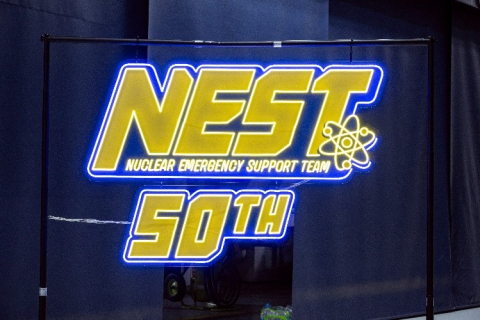 NEST
NUCLEAR EMERGENCY SUPPORT TEAM
50TH